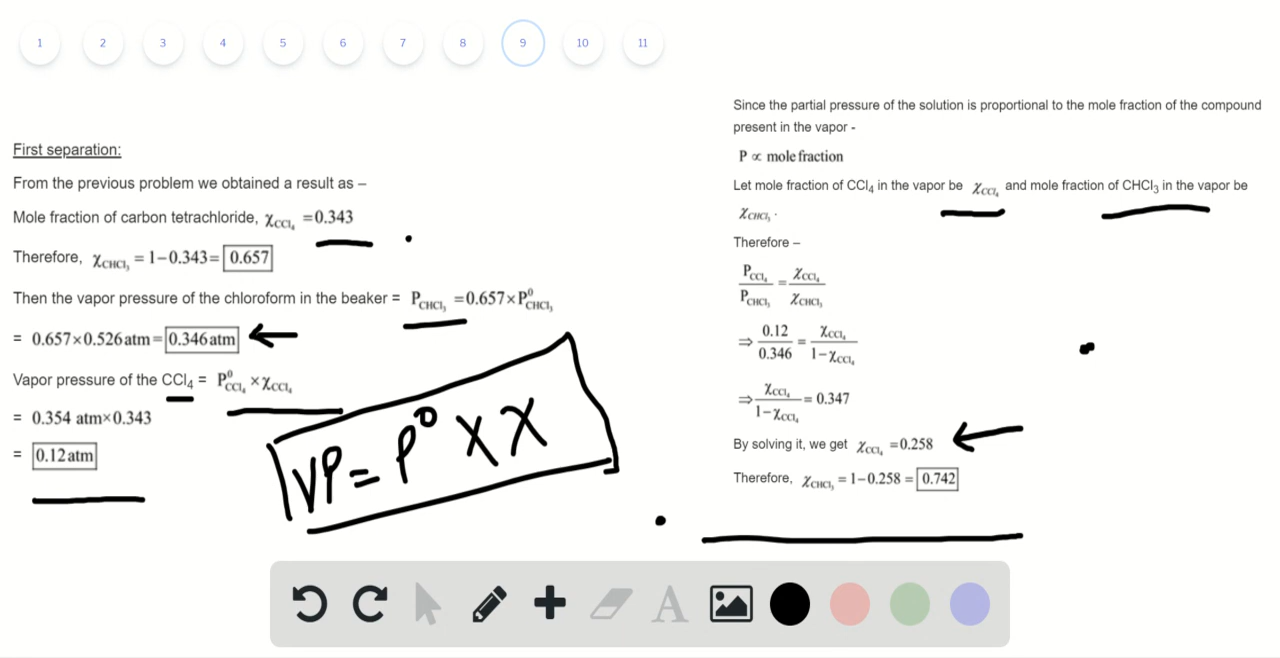 1 2 3 4 5 6 7 8 9 10 11
First separation:
From the previous problem we obtained a result as –
Mole fraction of carbon tetrachloride, χCCl₄ =0.343
Therefore, χCHCl₃ = 1−0.343= 0.657
Then the vapor pressure of the chloroform in the beaker = PCHCl₃ =0.657×P⁰CHCl₃
= 0.657×0.526atm= 0.346atm
Vapor pressure of the CCl₄ = P⁰CCl₄ ×χCCl₄
= 0.354 atm×0.343
= 0.12atm
VP = P⁰ X X
Since the partial pressure of the solution is proportional to the mole fraction of the compound
present in the vapor -
P ∝ mole fraction
Let mole fraction of CCl₄ in the vapor be χCCl₄ and mole fraction of CHCl₃ in the vapor be
χCHCl₃ .
Therefore –
PCCl₄/PCHCl₃ = χCCl₄/χCHCl₃
⇒ 0.12/0.346 = χCCl₄/1−χCCl₄
⇒ χCCl₄/1−χCCl₄ = 0.347
By solving it, we get χCCl₄ =0.258
Therefore, χCHCl₃ = 1−0.258 = 0.742
A